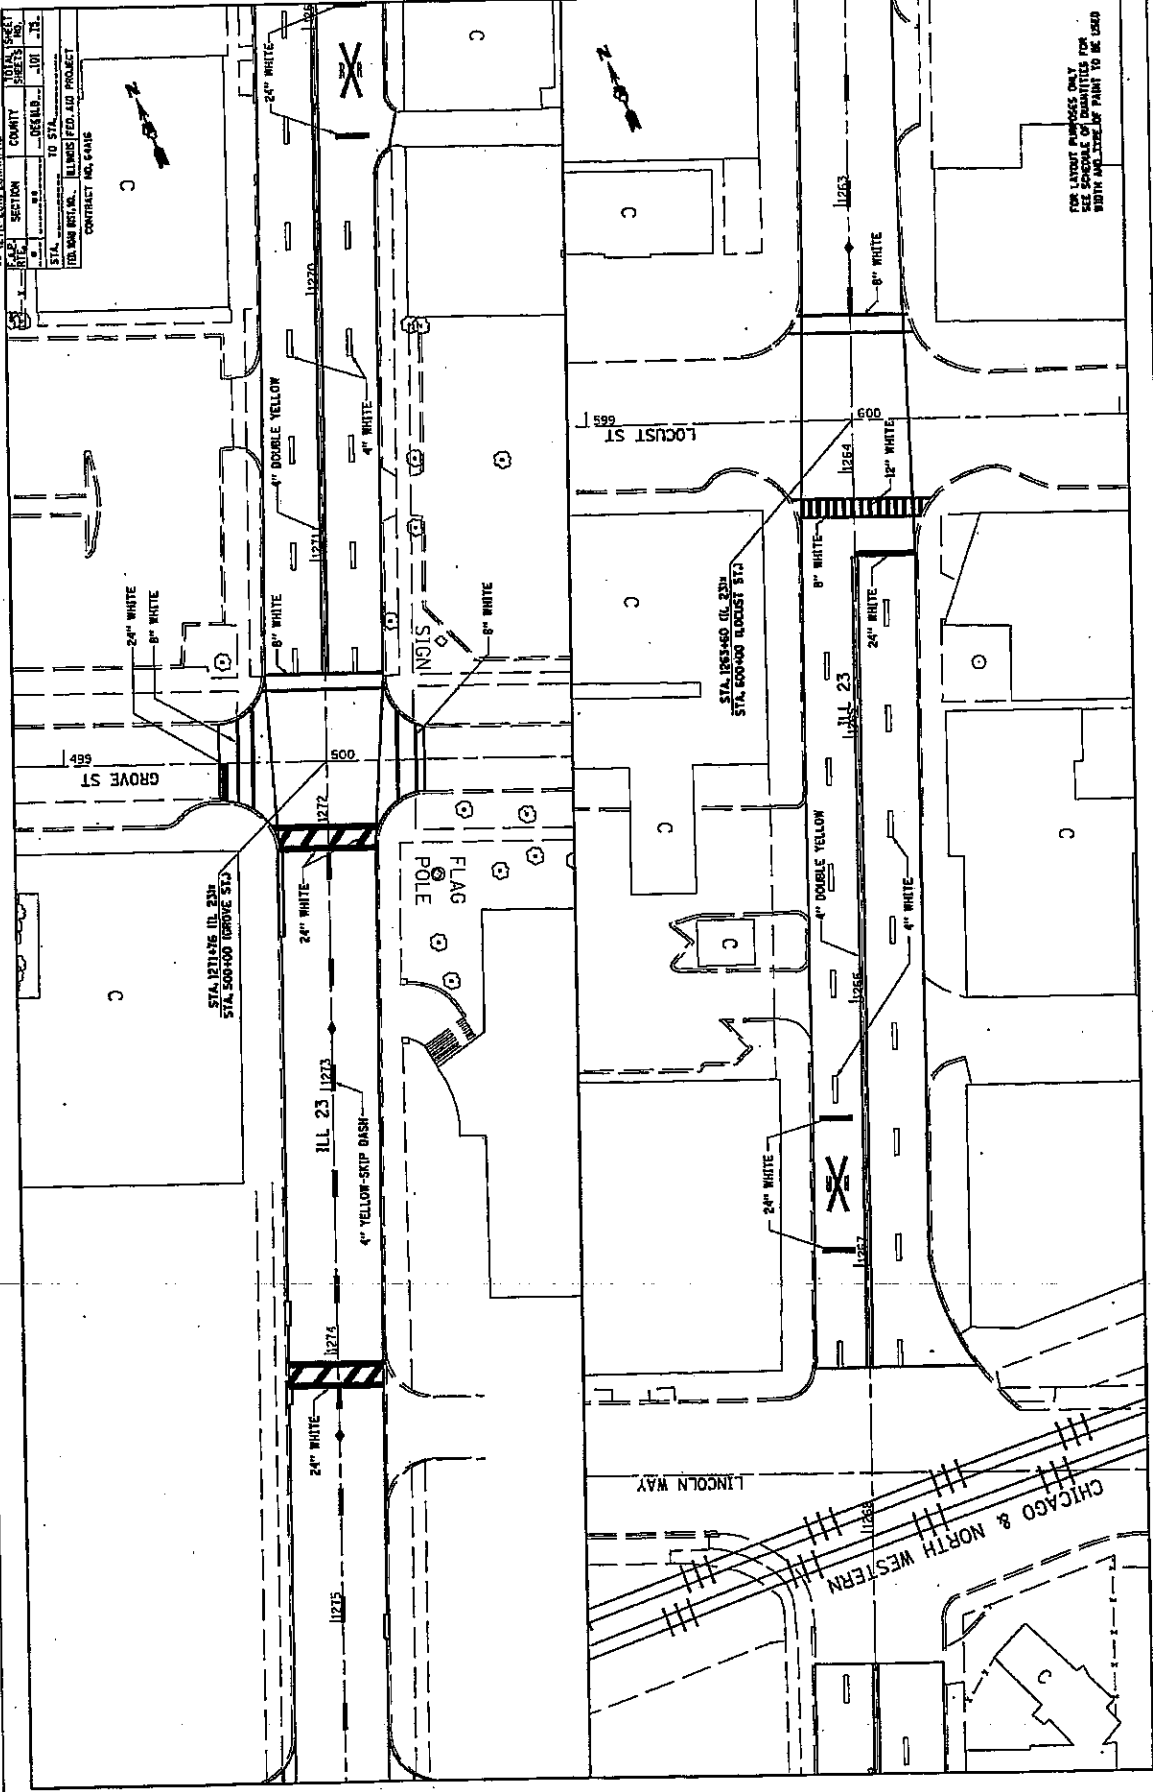 SECTION
COUNTY
TOTAL SHEETS
SHEET NO.
STA.
TO STA.
ILLINOIS
FED. AID PROJECT
CONTRACT NO. 64A16
N
C
24" WHITE
1270
4" DOUBLE YELLOW
4" WHITE
1271
24" WHITE
8" WHITE
8" WHITE
SIGN
8" WHITE
499
GROVE ST
500
1272
STA. 1271+76 (IL 23)=
STA. 500+00 (GROVE ST.)
24" WHITE
FLAG
POLE
C
1273
ILL 23
4" YELLOW-SKIP DASH
1274
24" WHITE
1275
C
N
C
1263
8" WHITE
FOR LAYOUT PURPOSES ONLY
SEE SCHEDULE OF QUANTITIES FOR
WIDTH AND TYPE OF PAINT TO BE USED
599
LOCUST ST
600
1264
12" WHITE
8" WHITE
24" WHITE
STA. 1263+60 (IL 23)=
STA. 600+00 (LOCUST ST.)
C
ILL 23
1265
C
4" DOUBLE YELLOW
4" WHITE
C
C
1266
24" WHITE
1267
LINCOLN WAY
1268
CHICAGO & NORTH WESTERN
C